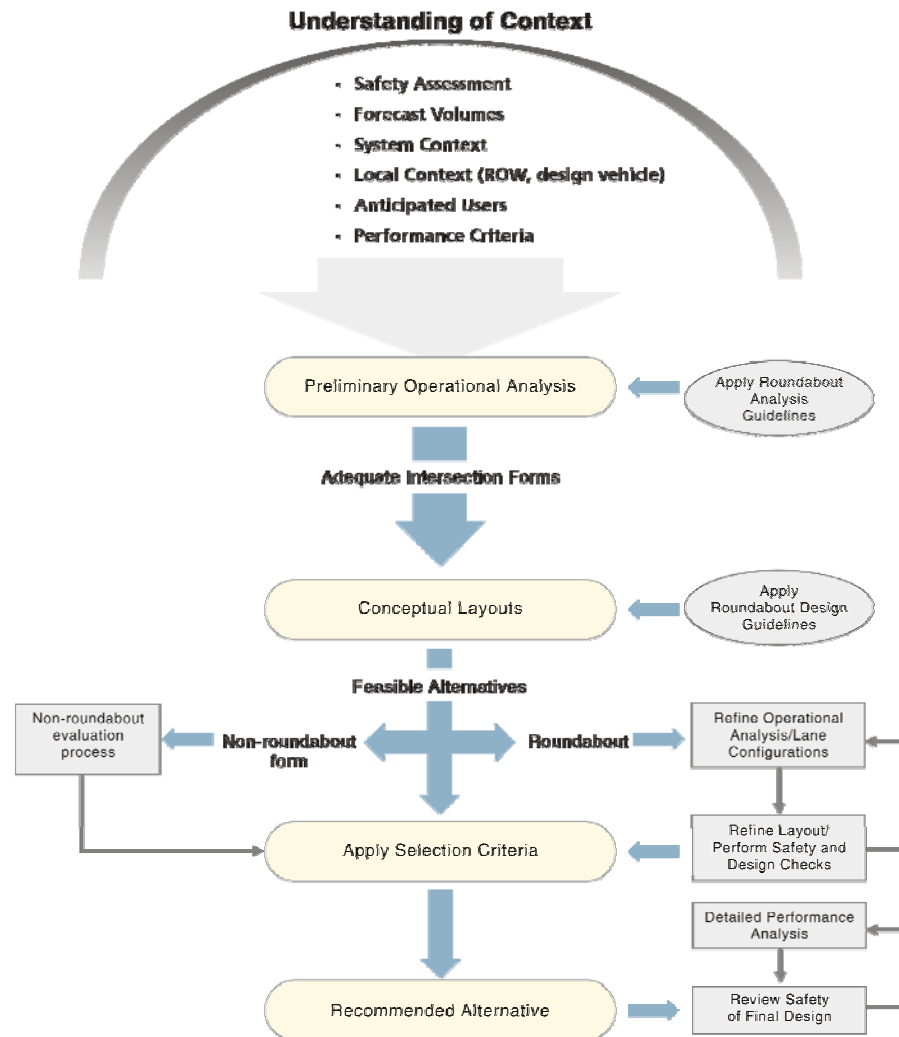 Understanding of Context
- Safety Assessment
- Forecast Volumes
- System Context
- Local Context (ROW, design vehicle)
- Anticipated Users
- Performance Criteria
Preliminary Operational Analysis
Apply Roundabout
Analysis
Guidelines
Adequate Intersection Forms
Conceptual Layouts
Apply
Roundabout Design
Guidelines
Feasible Alternatives
Non-roundabout
evaluation
process
Non-roundabout
form
Roundabout
Refine Operational
Analysis/Lane
Configurations
Apply Selection Criteria
Refine Layout/
Perform Safety and
Design Checks
Detailed Performance
Analysis
Recommended Alternative
Review Safety
of Final Design